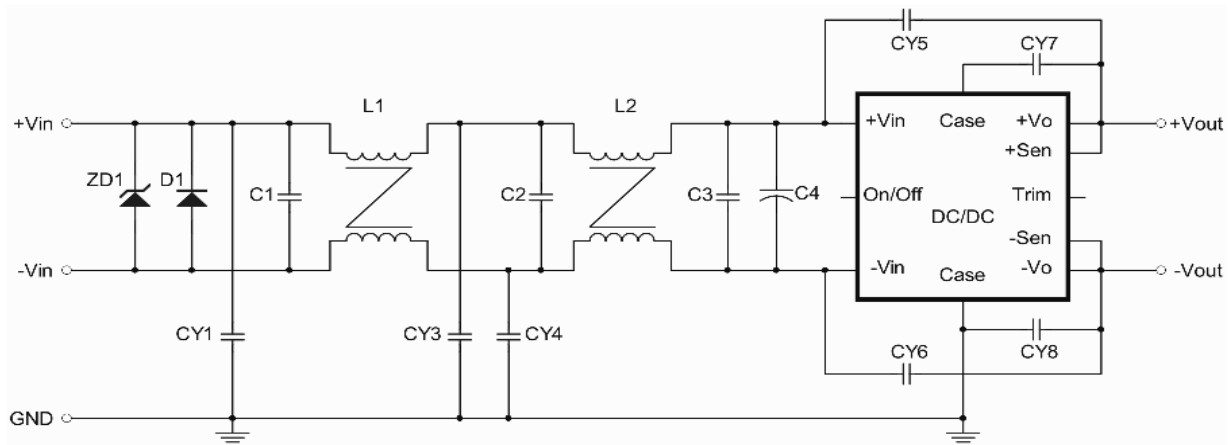 CY5
CY7
L1
L2
+Vin
+Vin
Case
+Vo
+Vout
+Sen
ZD1
D1
C1
C2
C3
C4
On/Off
Trim
DC/DC
-Sen
-Vin
-Vin
Case
-Vo
-Vout
CY1
CY3
CY4
CY6
CY8
GND